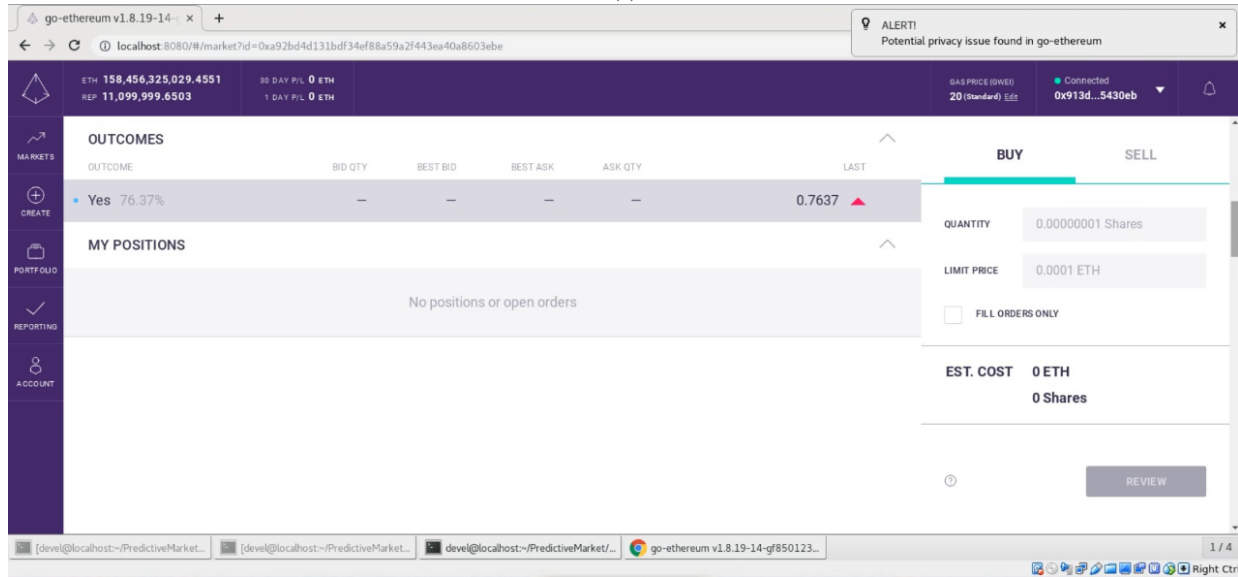 go-ethereum v1.8.19-14-g
ALERT!
Potential privacy issue found in go-ethereum
localhost:8080/#/market?id=0xa92bd4d131bdf34ef88a59a2f443ea40a8603ebe
ETH 158,456,325,029.4551
REP 11,099,999.6503
30 DAY P/L 0 ETH
1 DAY P/L 0 ETH
GAS PRICE (GWEI)
20 (Standard) Edit
Connected
0x913d...5430eb
MARKETS
CREATE
PORTFOLIO
REPORTING
ACCOUNT
OUTCOMES
OUTCOME BID QTY BEST BID BEST ASK ASK QTY LAST
Yes 76.37% — — — — 0.7637
MY POSITIONS
No positions or open orders
BUY SELL
QUANTITY 0.00000001 Shares
LIMIT PRICE 0.0001 ETH
FILL ORDERS ONLY
EST. COST 0 ETH
0 Shares
REVIEW
[devel@localhost:~/PredictiveMarket... [devel@localhost:~/PredictiveMarket... devel@localhost:~/PredictiveMarket/... go-ethereum v1.8.19-14-gf850123... 1 / 4
Right Ctr